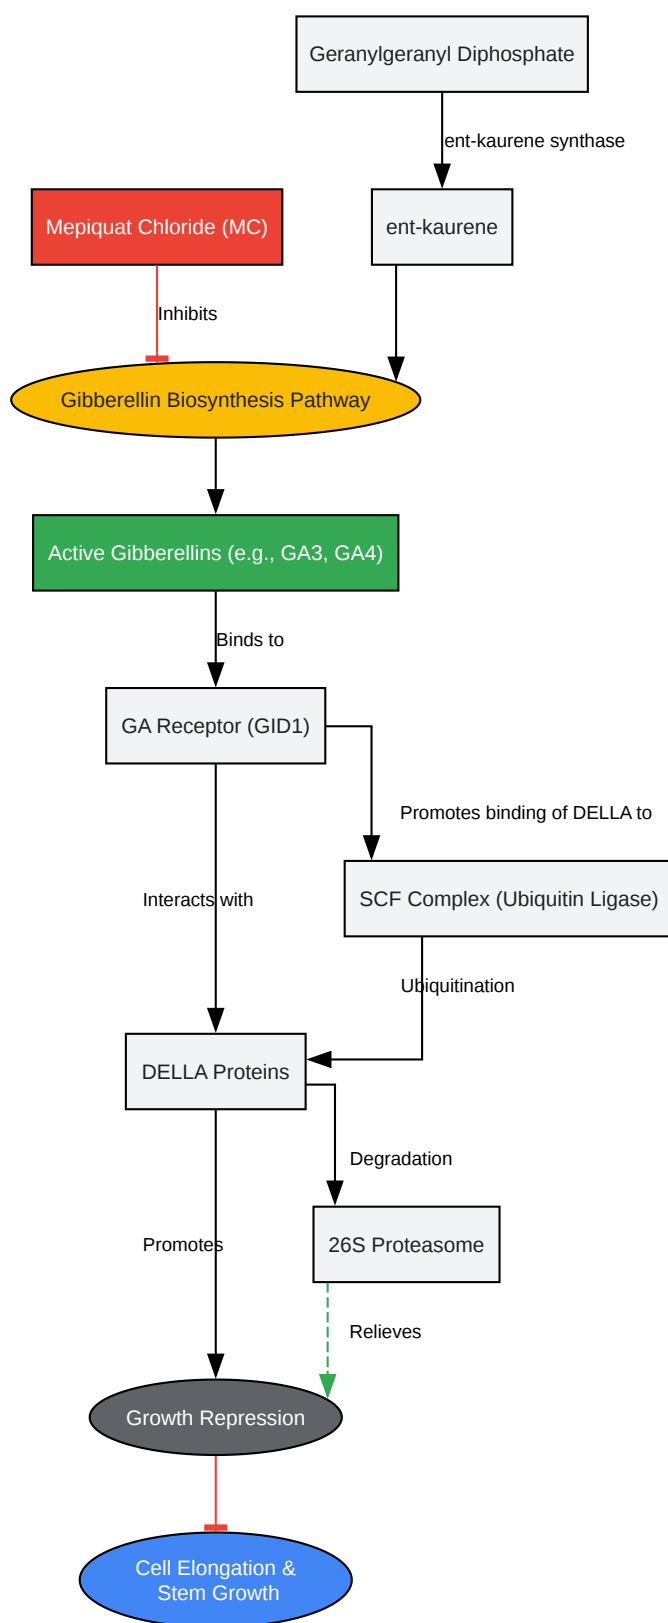 Geranylgeranyl Diphosphate
ent-kaurene synthase
Mepiquat Chloride (MC)
ent-kaurene
Inhibits
Gibberellin Biosynthesis Pathway
Active Gibberellins (e.g., GA3, GA4)
Binds to
GA Receptor (GID1)
Promotes binding of DELLA to
Interacts with
SCF Complex (Ubiquitin Ligase)
Ubiquitination
DELLA Proteins
Degradation
Promotes
26S Proteasome
Relieves
Growth Repression
Cell Elongation &
Stem Growth